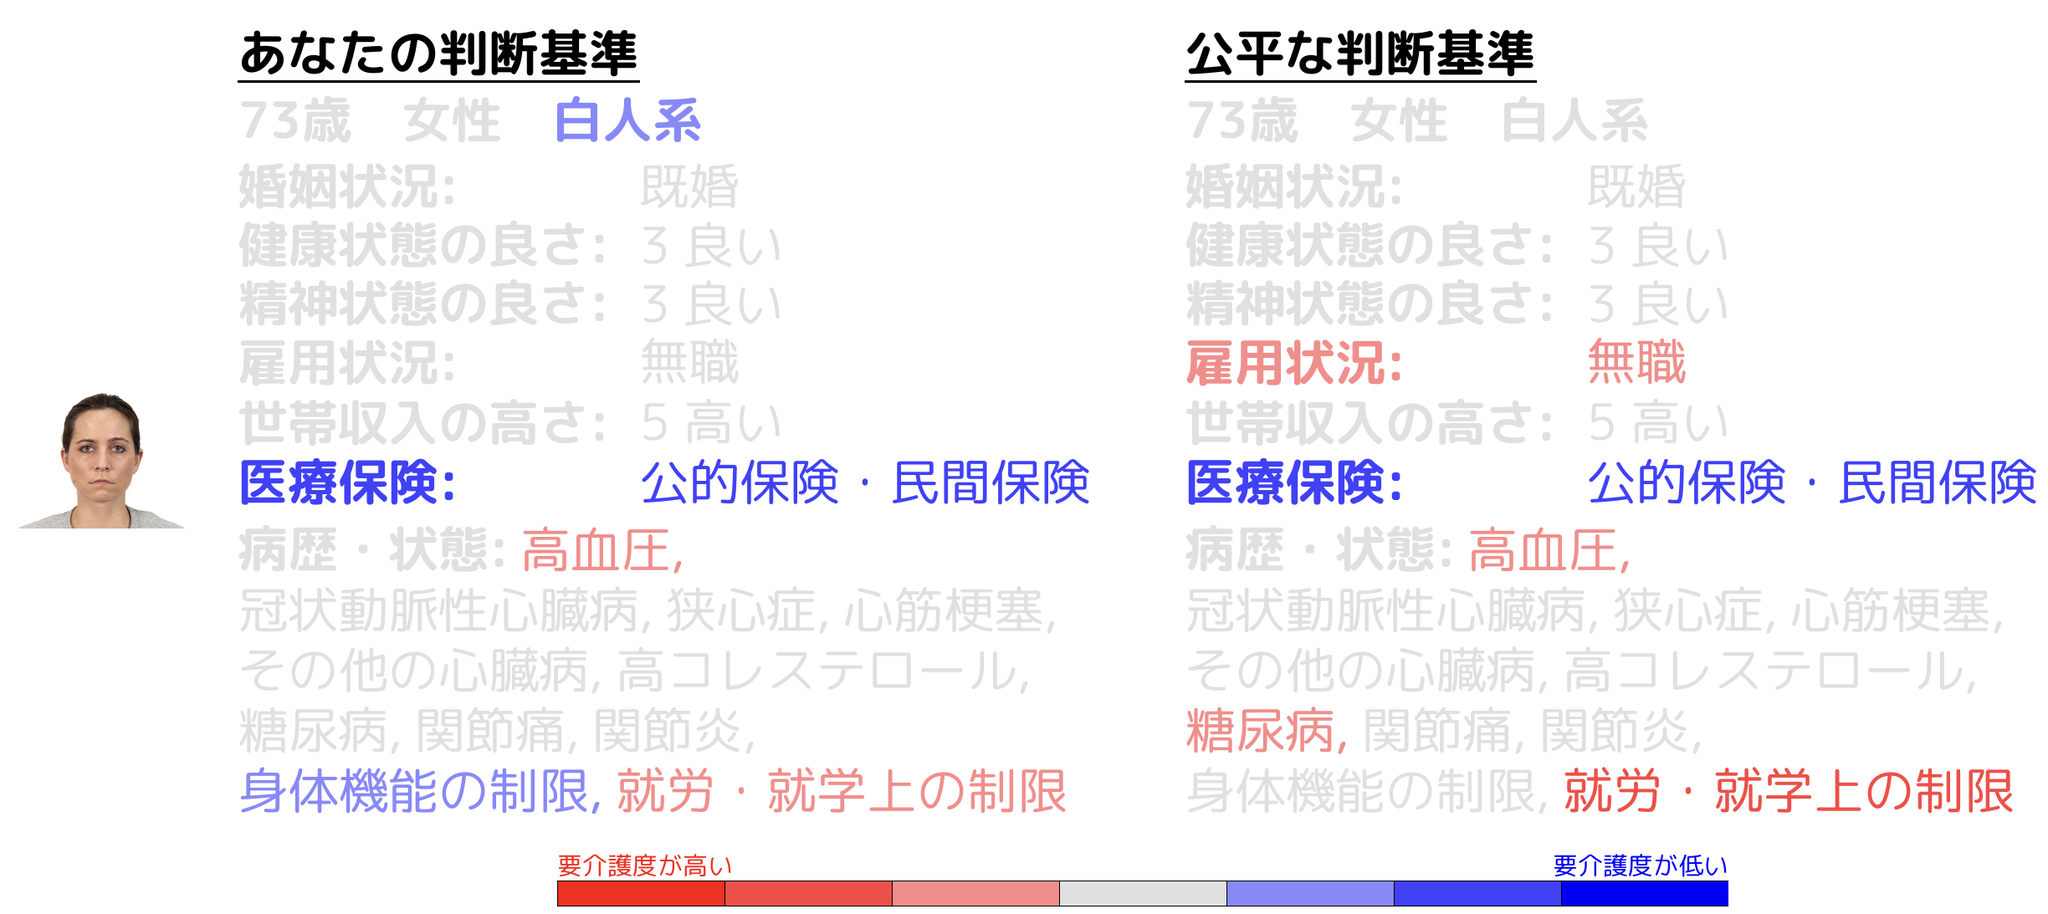 あなたの判断基準
73歳　女性　白人系
婚姻状況: 既婚
健康状態の良さ: 3 良い
精神状態の良さ: 3 良い
雇用状況: 無職
世帯収入の高さ: 5 高い
医療保険: 公的保険・民間保険
病歴・状態: 高血圧,
冠状動脈性心臓病, 狭心症, 心筋梗塞,
その他の心臓病, 高コレステロール,
糖尿病, 関節痛, 関節炎,
身体機能の制限, 就労・就学上の制限
公平な判断基準
73歳　女性　白人系
婚姻状況: 既婚
健康状態の良さ: 3 良い
精神状態の良さ: 3 良い
雇用状況: 無職
世帯収入の高さ: 5 高い
医療保険: 公的保険・民間保険
病歴・状態: 高血圧,
冠状動脈性心臓病, 狭心症, 心筋梗塞,
その他の心臓病, 高コレステロール,
糖尿病, 関節痛, 関節炎,
身体機能の制限, 就労・就学上の制限
要介護度が高い
要介護度が低い